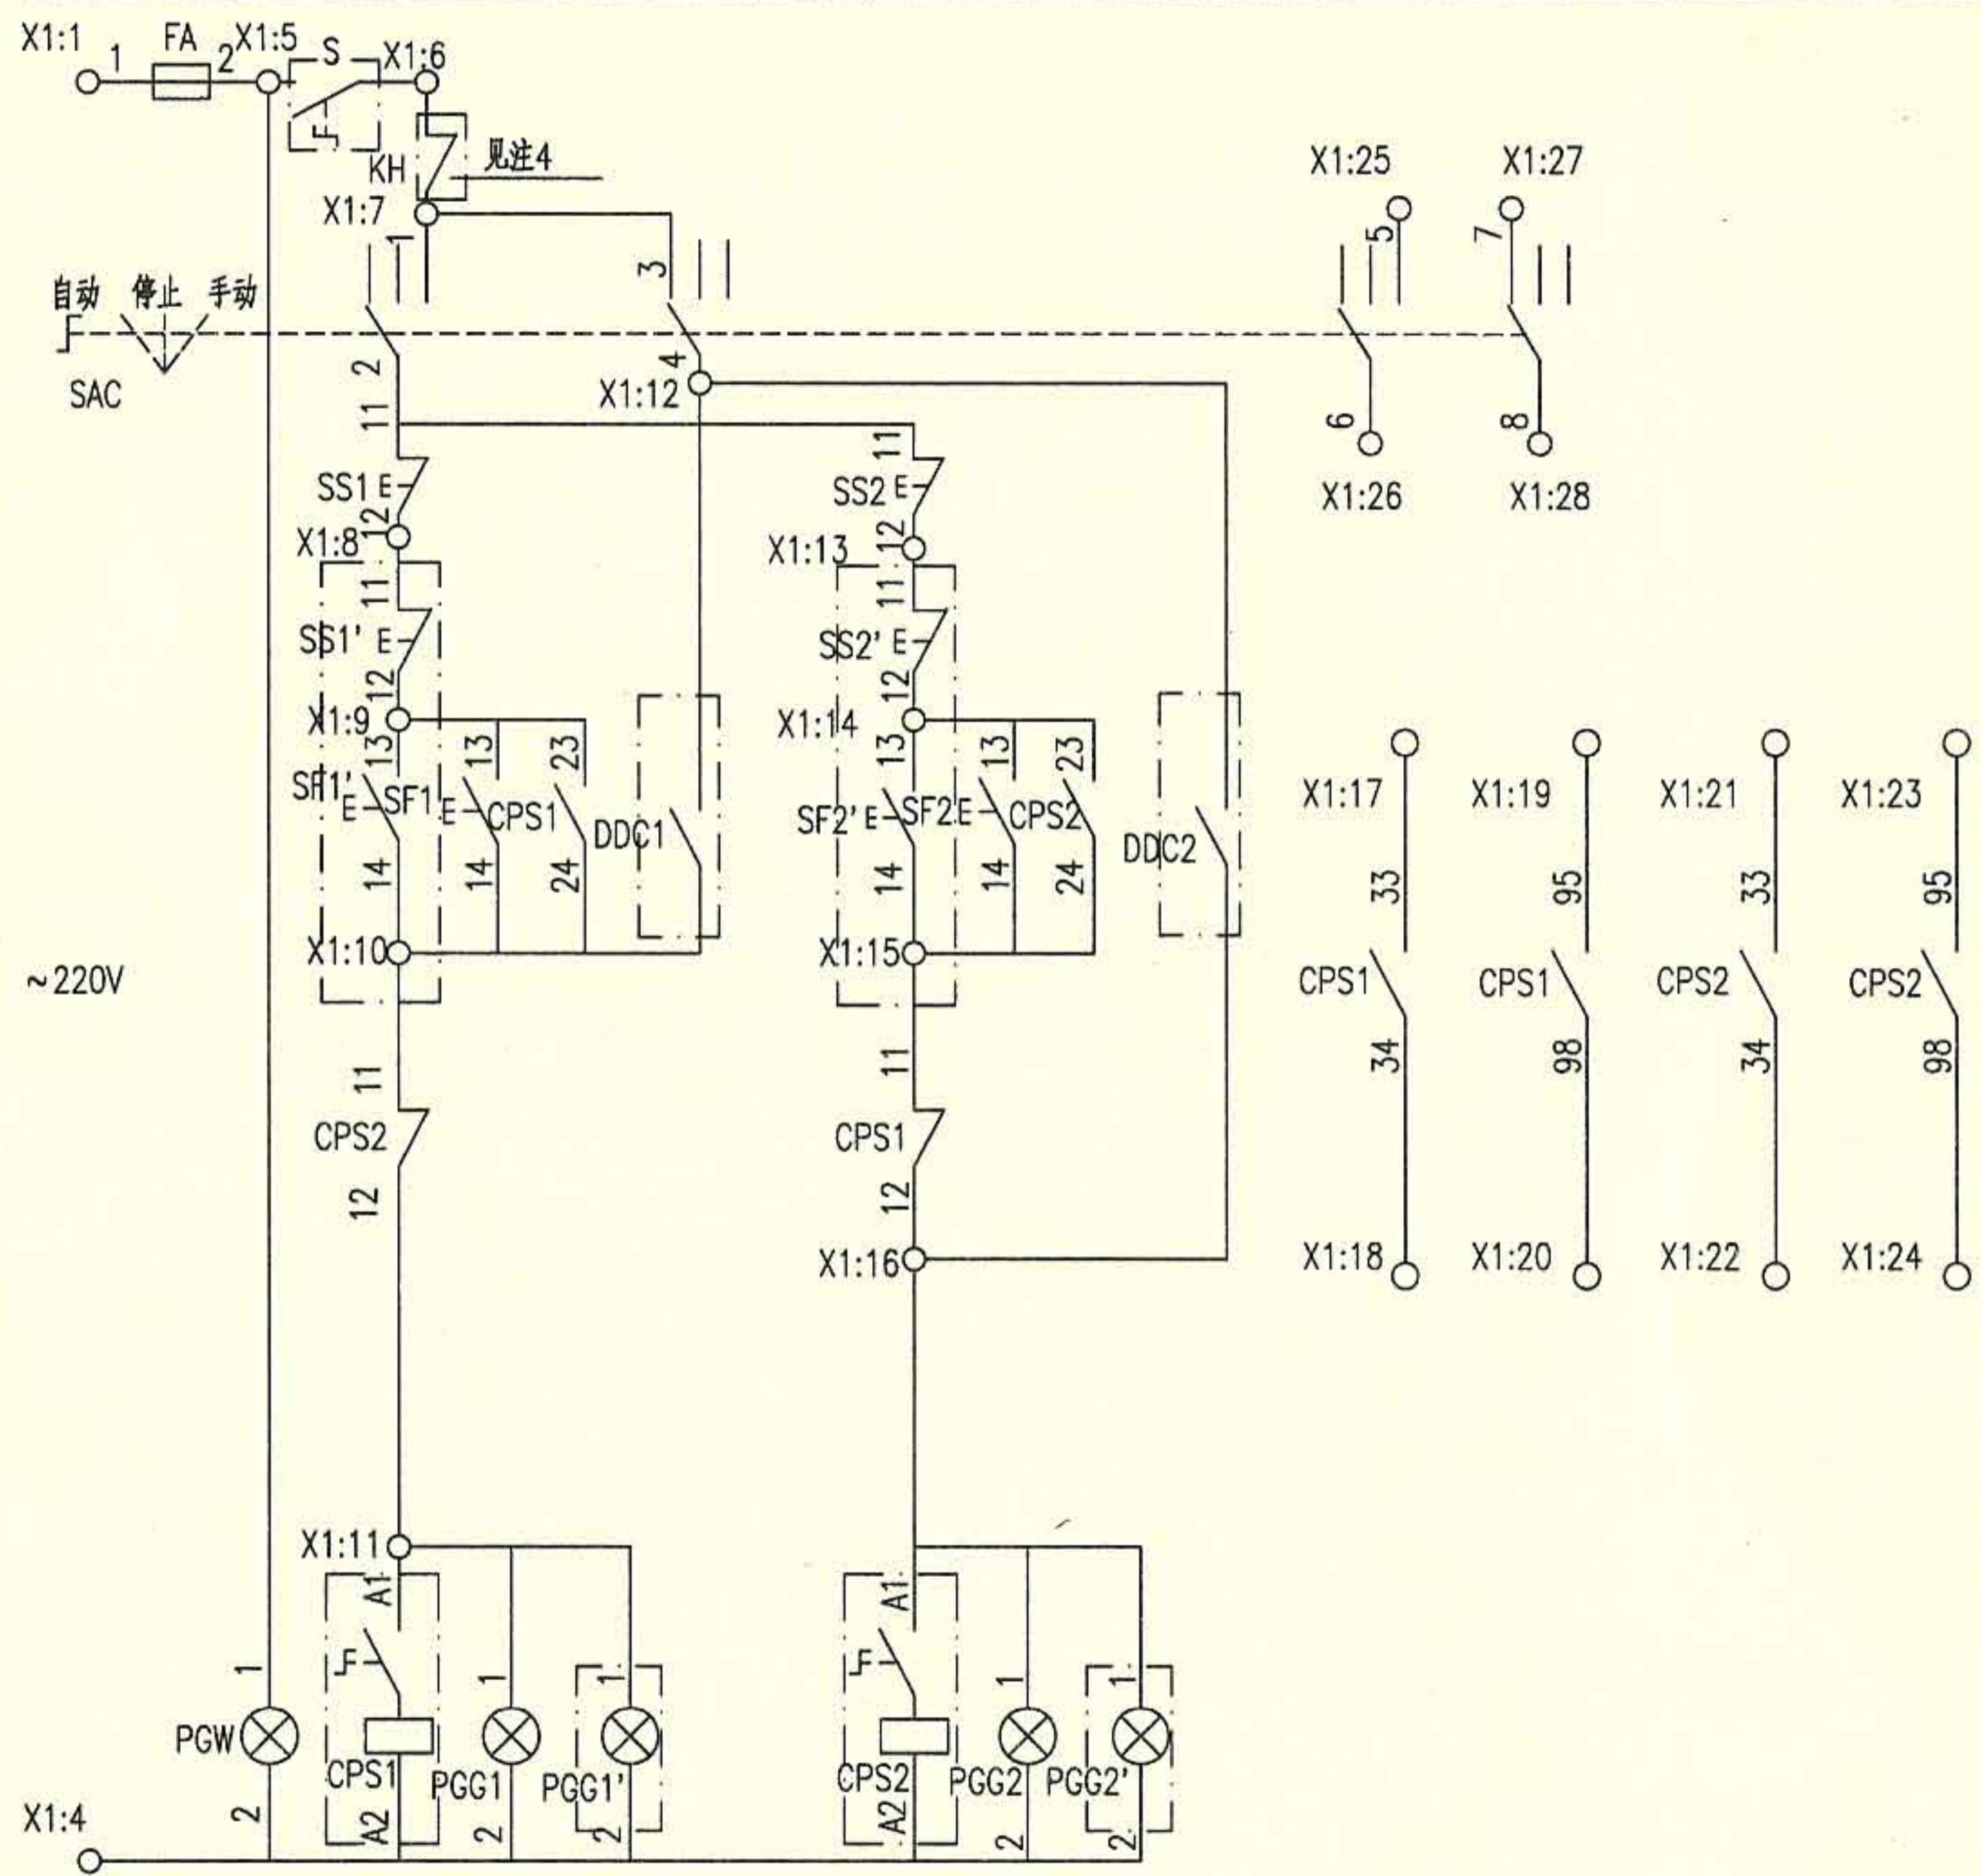 X1:1
1
FA
2
X1:5
S
X1:6
KH
见注4
X1:7
1
3
自动 停止 手动
SAC
2
4
X1:12
11
11
SS1 E
12
X1:8
11
SS1' E
12
X1:9
13
13
23
SF1' E
SF1 E
CPS1
DDC1
14
14
24
X1:10
~220V
11
CPS2
12
SS2 E
12
X1:13
11
SS2' E
12
X1:14
13
13
23
SF2' E
SF2 E
CPS2
DDC2
14
14
24
X1:15
11
CPS1
12
X1:16
X1:25
X1:27
5
7
6
8
X1:26
X1:28
X1:17
X1:19
X1:21
X1:23
33
95
33
95
CPS1
CPS1
CPS2
CPS2
34
98
34
98
X1:18
X1:20
X1:22
X1:24
X1:11
A1
A1
1
1
1
1
1
PGW
CPS1
PGG1
PGG1'
CPS2
PGG2
PGG2'
2
A2
2
2
A2
2
2
X1:4